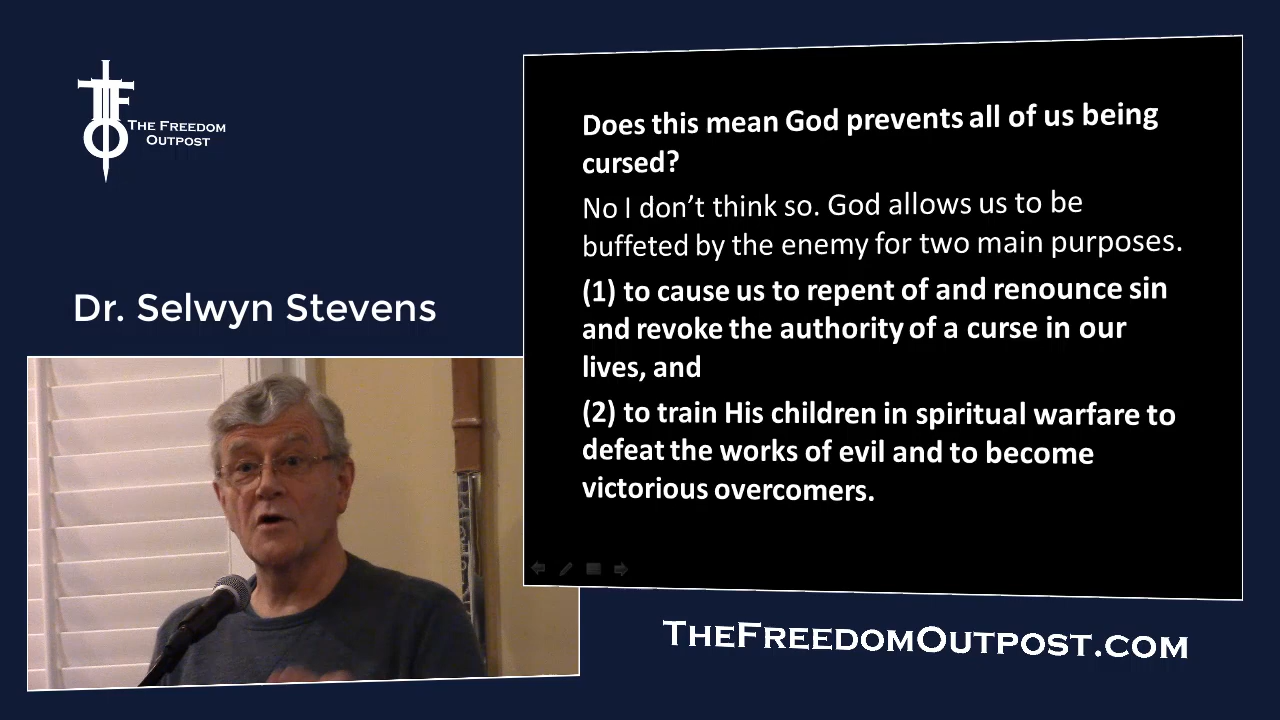 The Freedom
Outpost
Dr. Selwyn Stevens
Does this mean God prevents all of us being
cursed?
No I don't think so. God allows us to be
buffeted by the enemy for two main purposes.
(1) to cause us to repent of and renounce sin
and revoke the authority of a curse in our
lives, and
(2) to train His children in spiritual warfare to
defeat the works of evil and to become
victorious overcomers.
TheFreedomOutpost.com